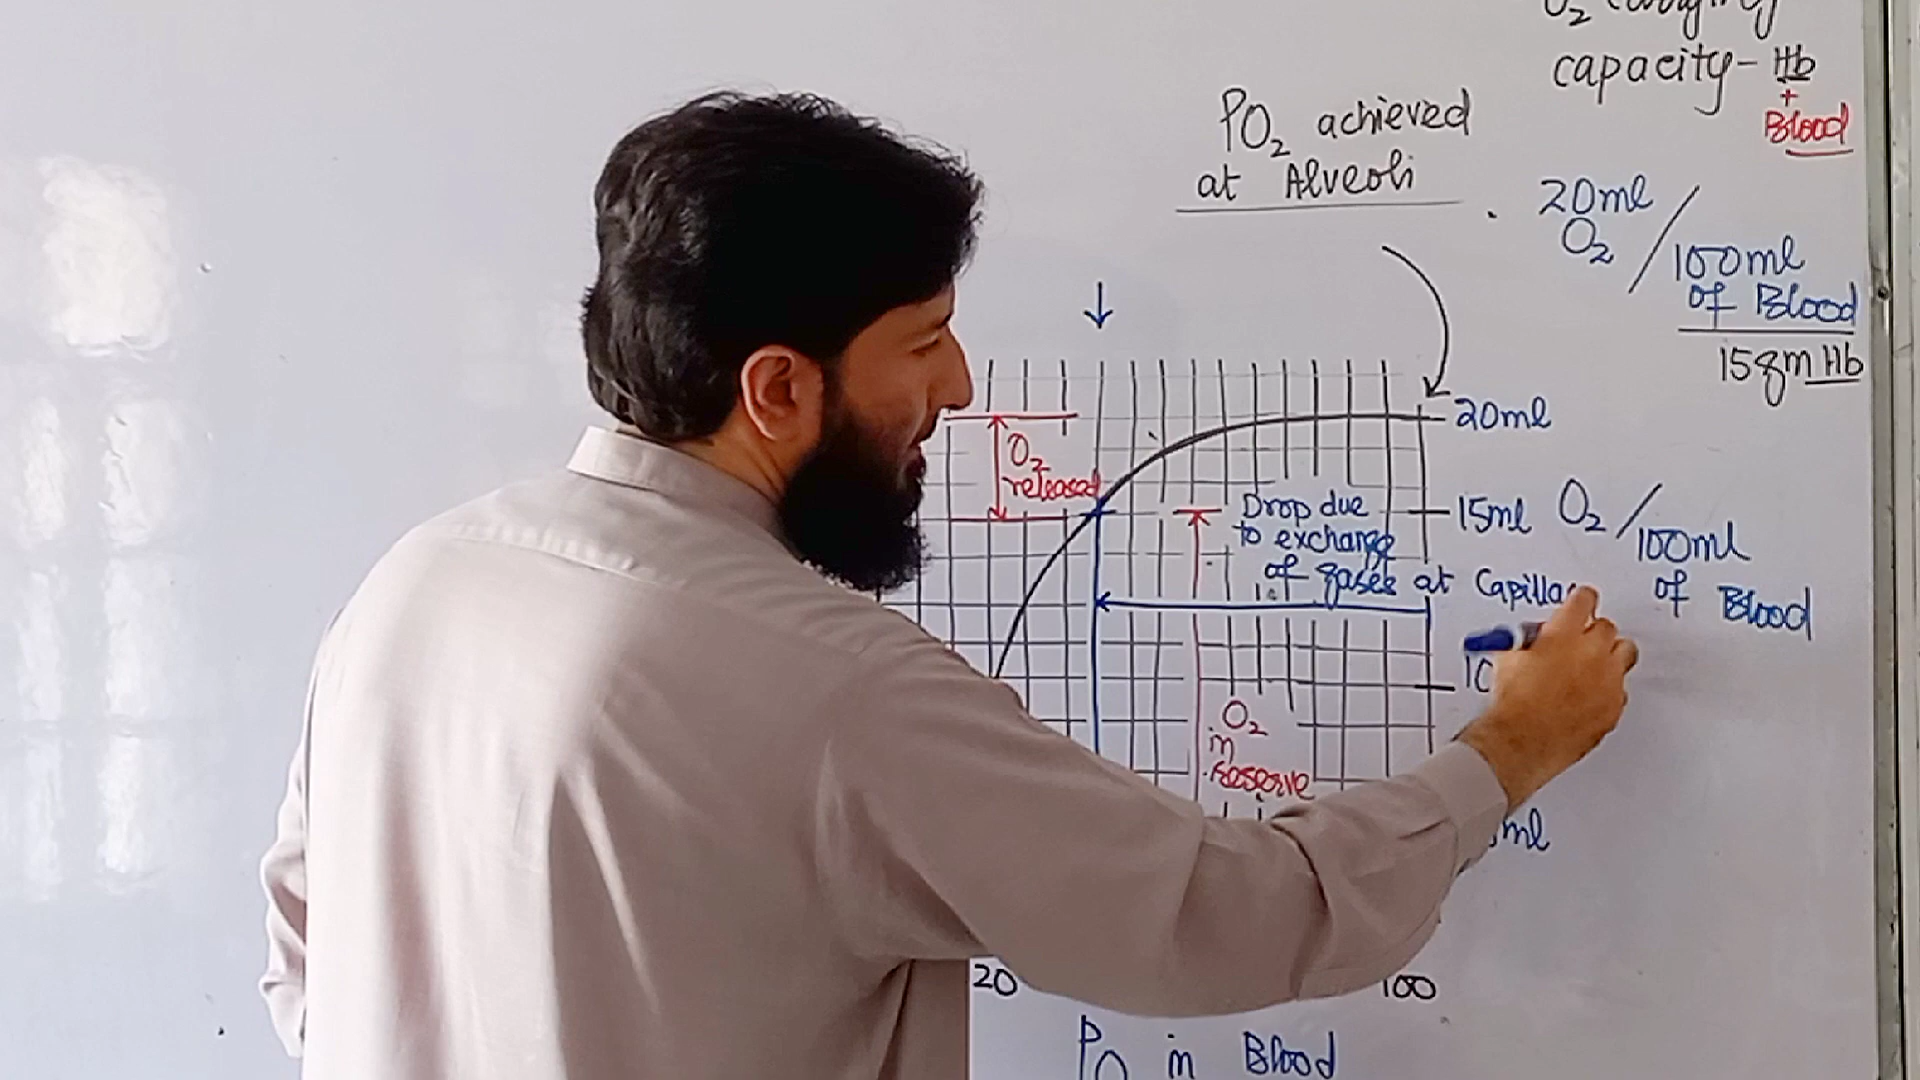 O₂ Carrying
capacity - Hb
+
Blood
PO₂ achieved
at Alveoli
20ml
O₂ /
100ml
of Blood
15gm Hb
20ml
O₂
released
Drop due
to exchange
of gases at
15ml O₂ /
100ml
of Blood
O₂
in
Reserve
ml
20
100
PO in Blood